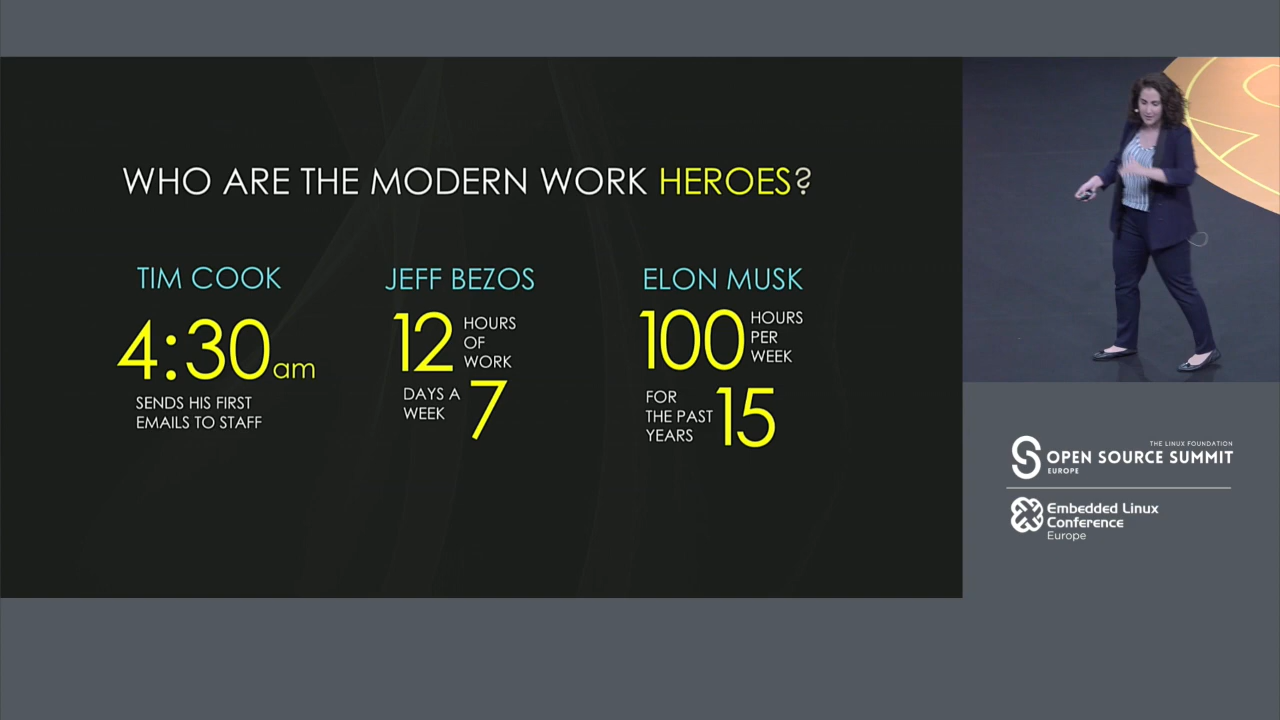 WHO ARE THE MODERN WORK HEROES?
TIM COOK
4:30am
SENDS HIS FIRST
EMAILS TO STAFF
JEFF BEZOS
12 HOURS
OF
WORK
DAYS A
WEEK 7
ELON MUSK
100 HOURS
PER
WEEK
FOR
THE PAST
YEARS 15
THE LINUX FOUNDATION
OPEN SOURCE SUMMIT
EUROPE
Embedded Linux
Conference
Europe